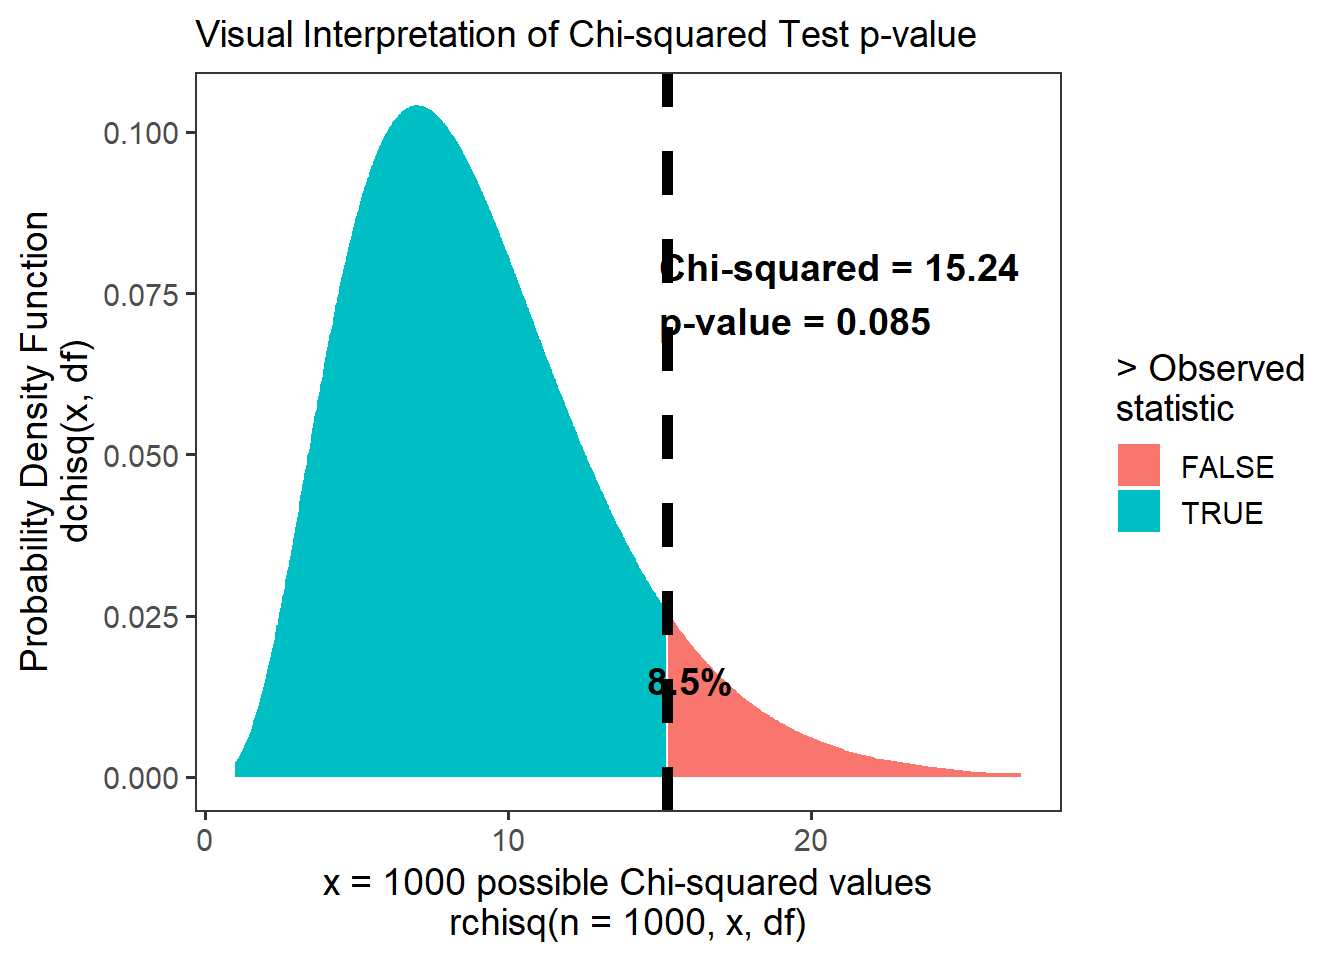 Visual Interpretation of Chi-squared Test p-value
Probability Density Function
dchisq(x, df)
0.100
0.075
0.050
0.025
0.000
Chi-squared = 15.24
p-value = 0.085
8.5%
0
10
20
x = 1000 possible Chi-squared values
rchisq(n = 1000, x, df)
> Observed
statistic
FALSE
TRUE